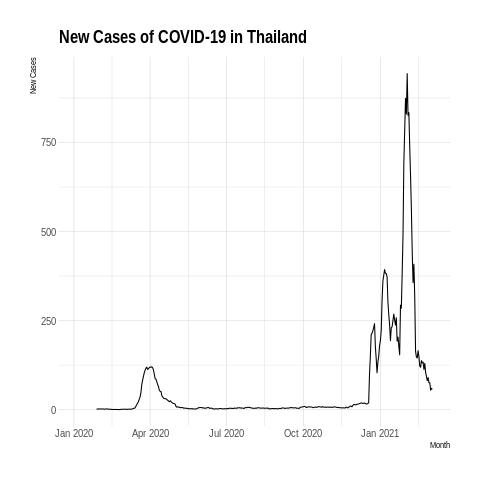 New Cases of COVID-19 in Thailand
New Cases
750
500
250
0
Jan 2020
Apr 2020
Jul 2020
Oct 2020
Jan 2021
Month